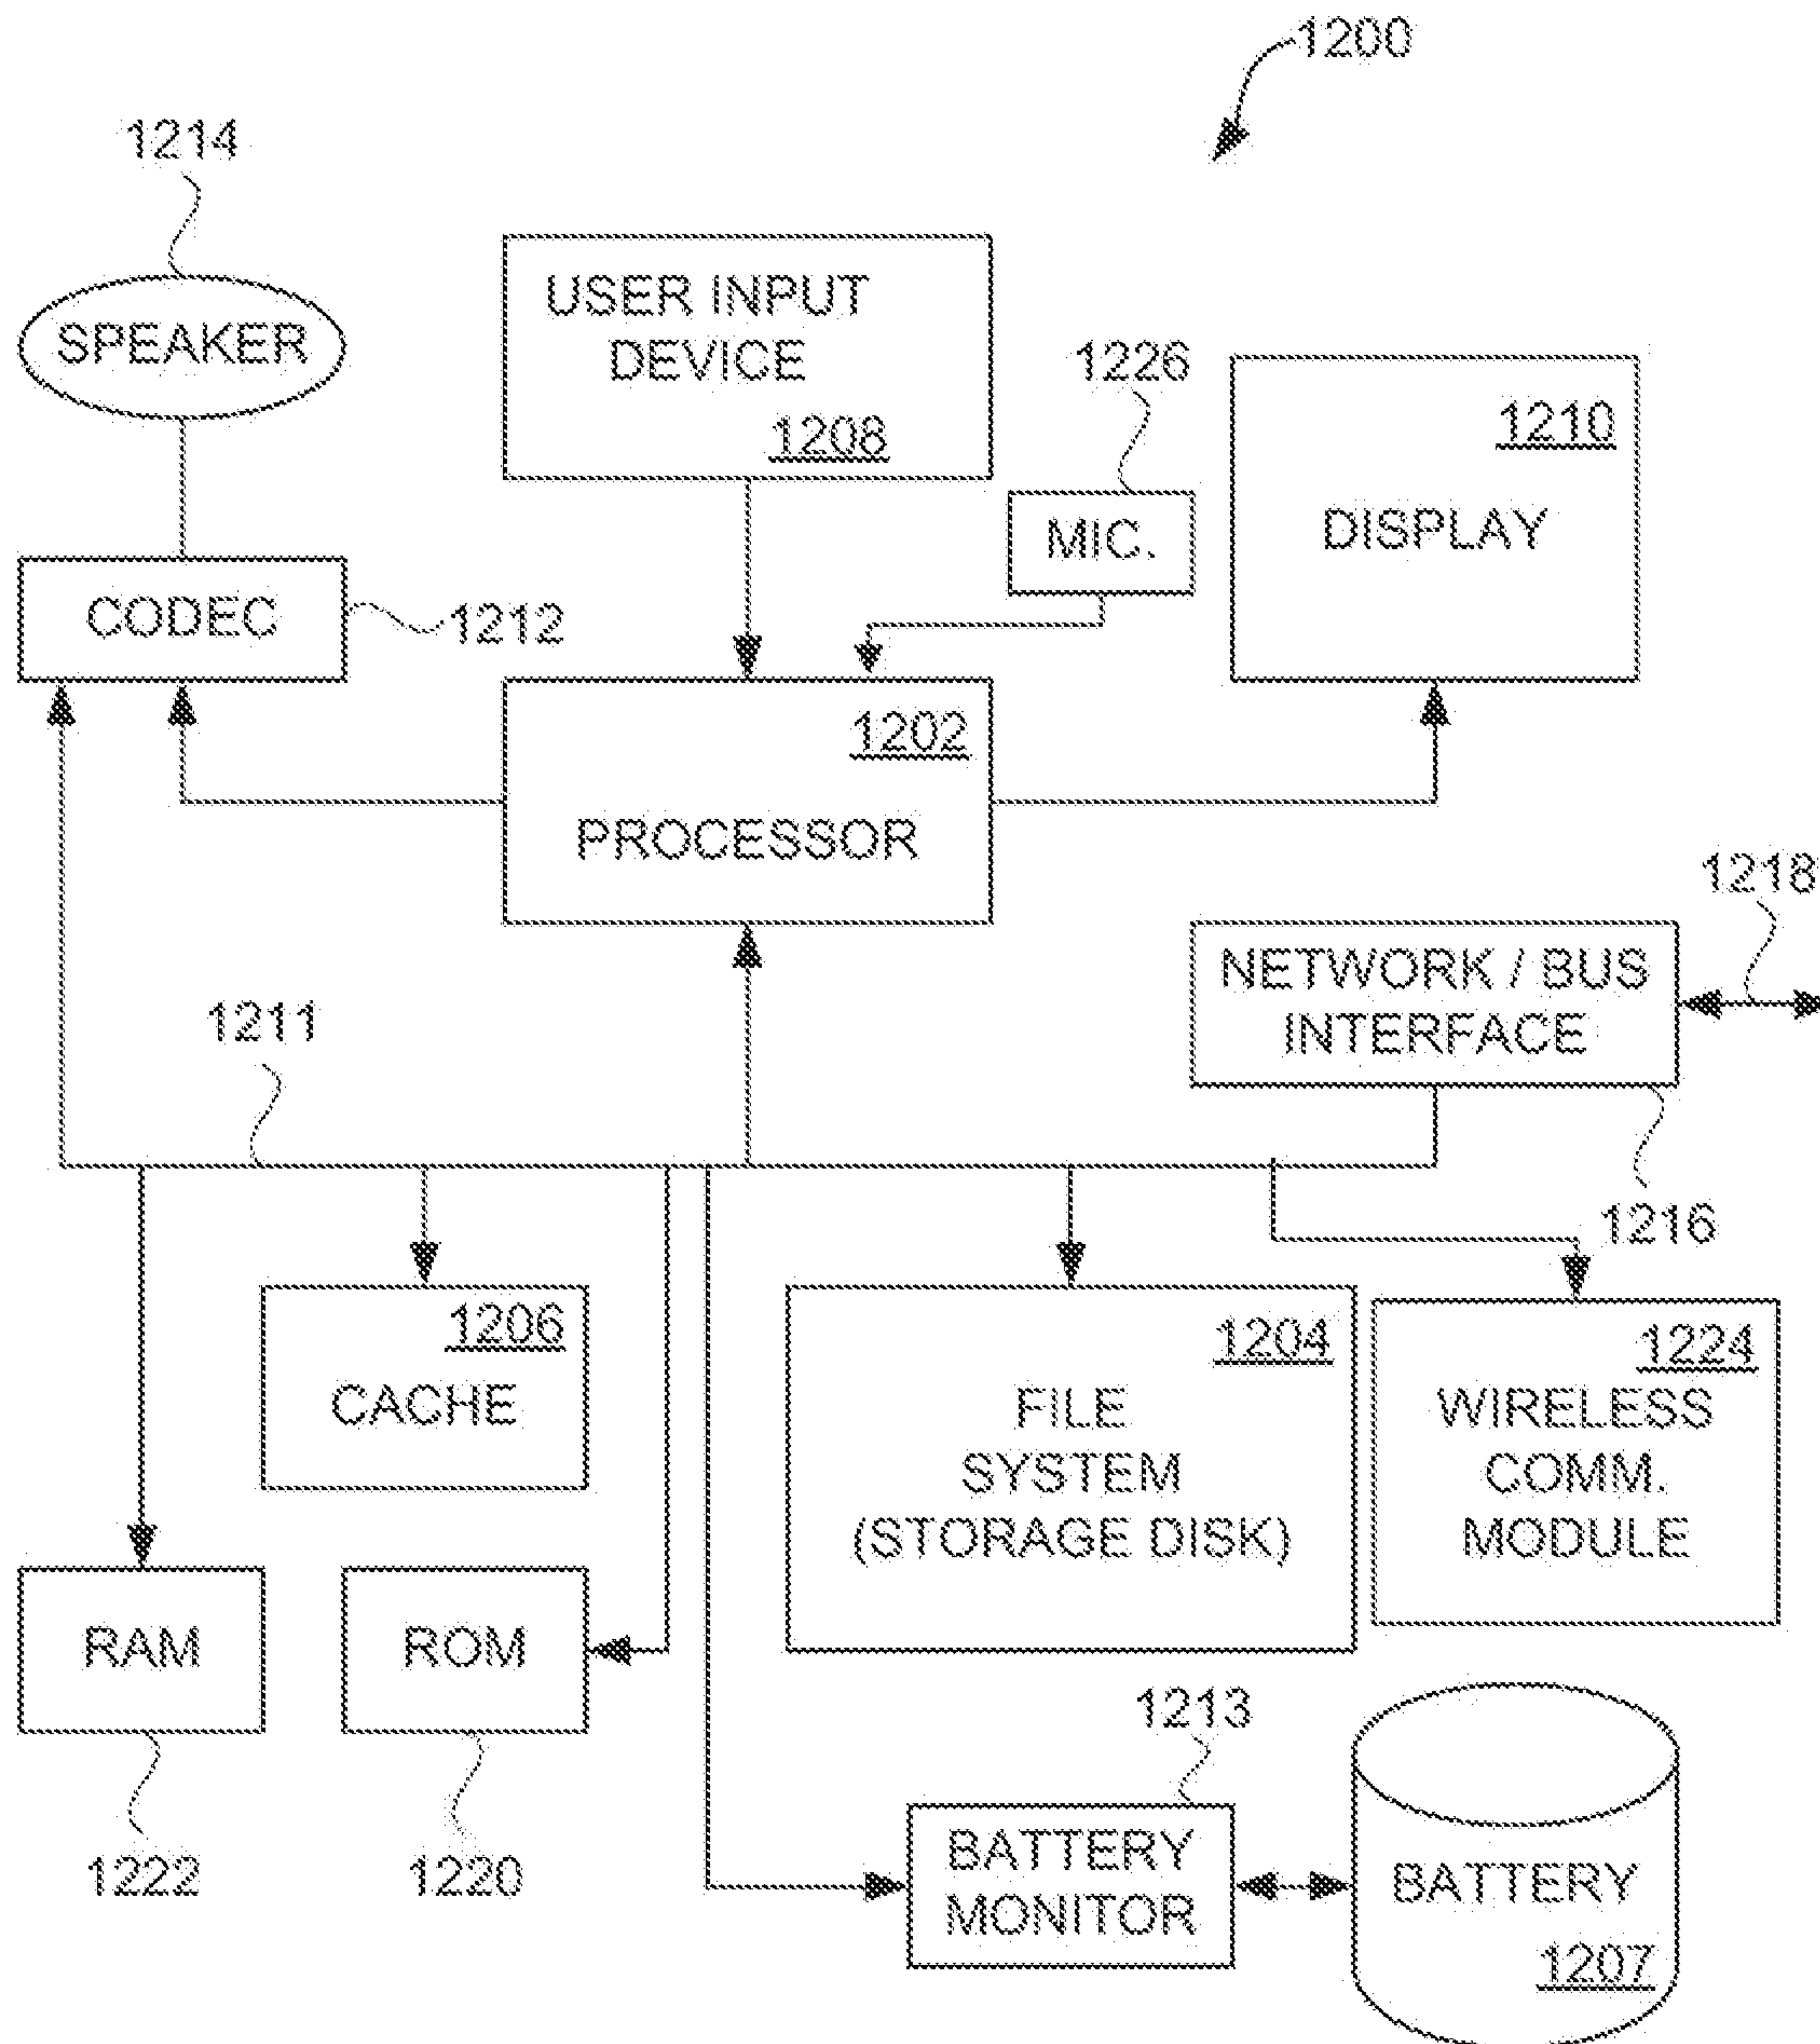 1200
1214
SPEAKER
USER INPUT
DEVICE
1208
1226
MIC.
1210
DISPLAY
CODEC
1212
1202
PROCESSOR
1218
NETWORK / BUS
INTERFACE
1211
1216
1206
CACHE
1204
FILE
SYSTEM
(STORAGE DISK)
1224
WIRELESS
COMM.
MODULE
RAM
ROM
1222
1220
1213
BATTERY
MONITOR
BATTERY
1207